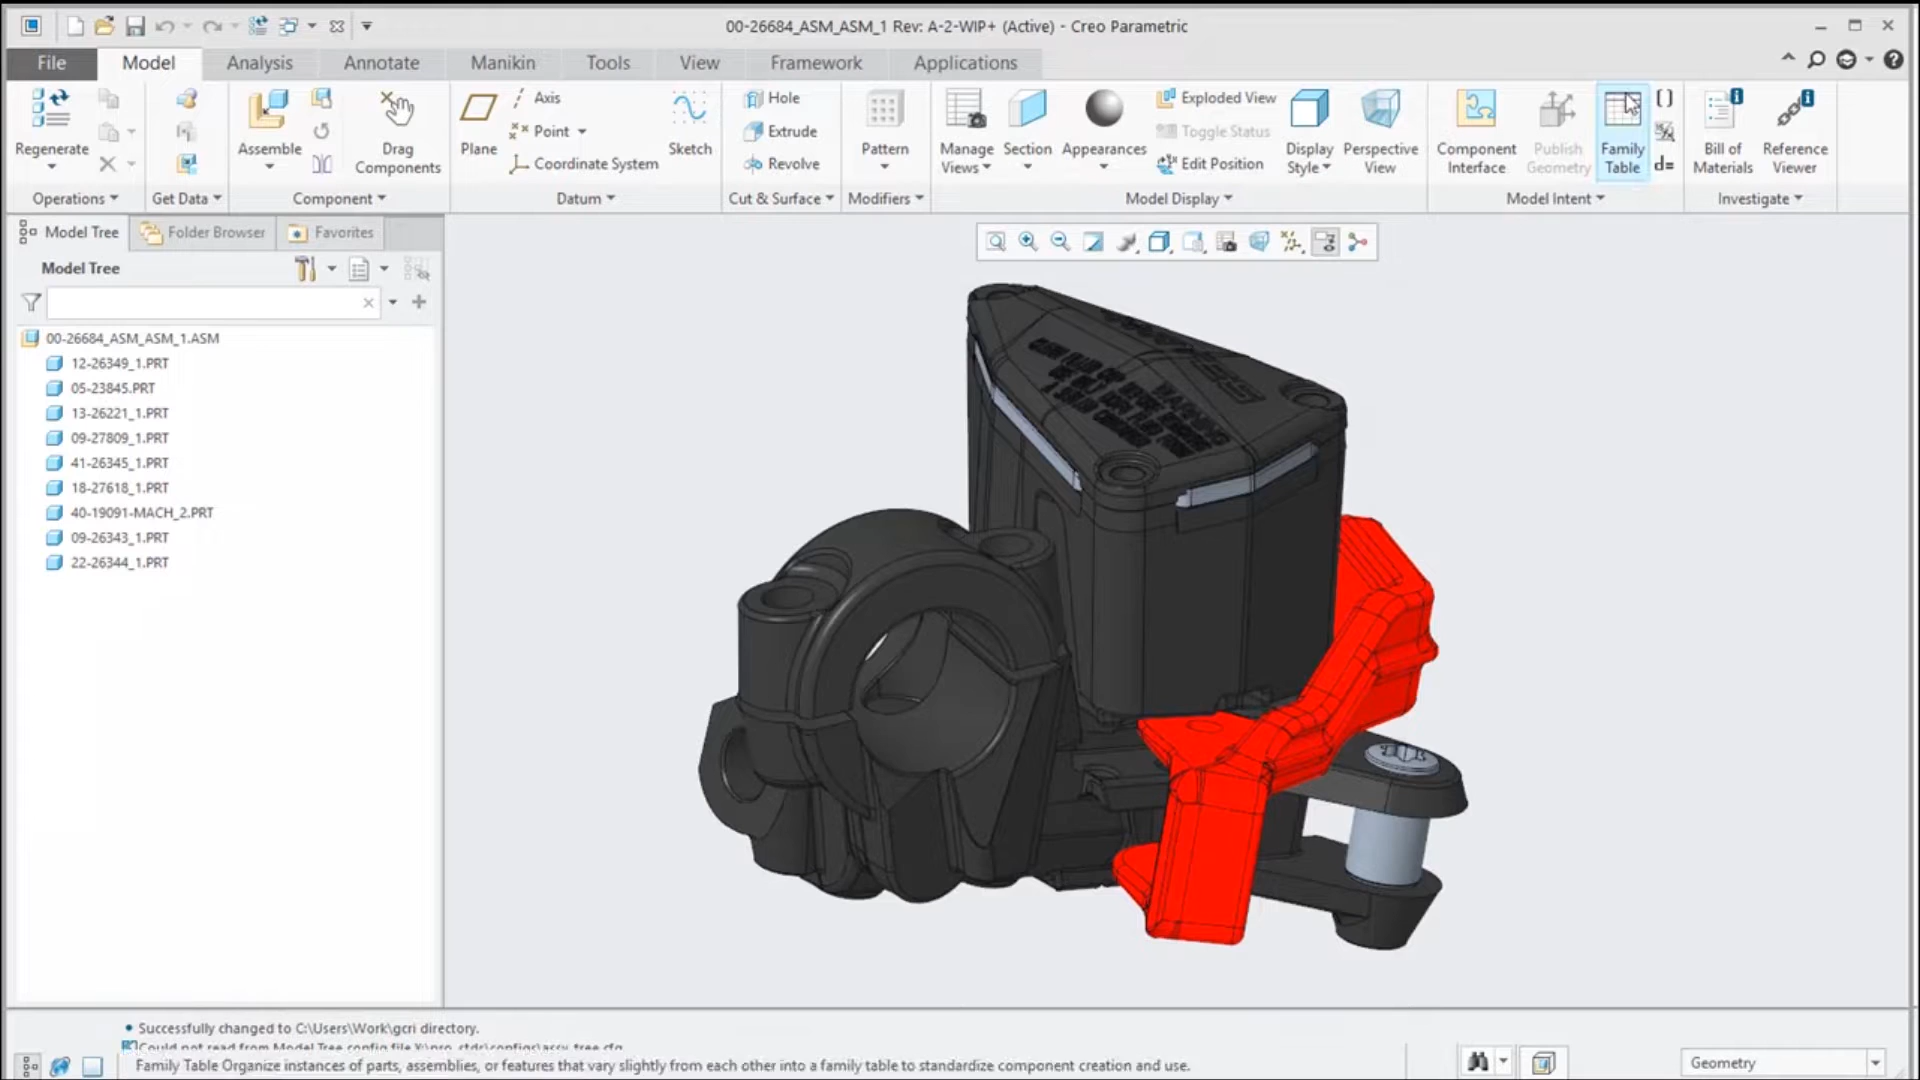 00-26684_ASM_ASM_1 Rev: A-2-WIP+ (Active) - Creo Parametric
File
Model
Analysis
Annotate
Manikin
Tools
View
Framework
Applications
Regenerate
Operations
Get Data
Assemble
Drag Components
Component
Plane
Axis
Point
Coordinate System
Sketch
Datum
Hole
Extrude
Revolve
Cut & Surface
Pattern
Modifiers
Manage Views
Section
Appearances
Exploded View
Toggle Status
Edit Position
Display Style
Perspective View
Model Display
Component Interface
Publish Geometry
Family Table
d=
Model Intent
Bill of Materials
Reference Viewer
Investigate
Model Tree
Folder Browser
Favorites
Model Tree
00-26684_ASM_ASM_1.ASM
12-26349_1.PRT
05-23845.PRT
13-26221_1.PRT
09-27809_1.PRT
41-26345_1.PRT
18-27618_1.PRT
40-19091-MACH_2.PRT
09-26343_1.PRT
22-26344_1.PRT
Successfully changed to C:\Users\Work\gcri directory.
Could not read from Model Tree config file
Family Table Organize instances of parts, assemblies, or features that vary slightly from each other into a family table to standardize component creation and use.
Geometry